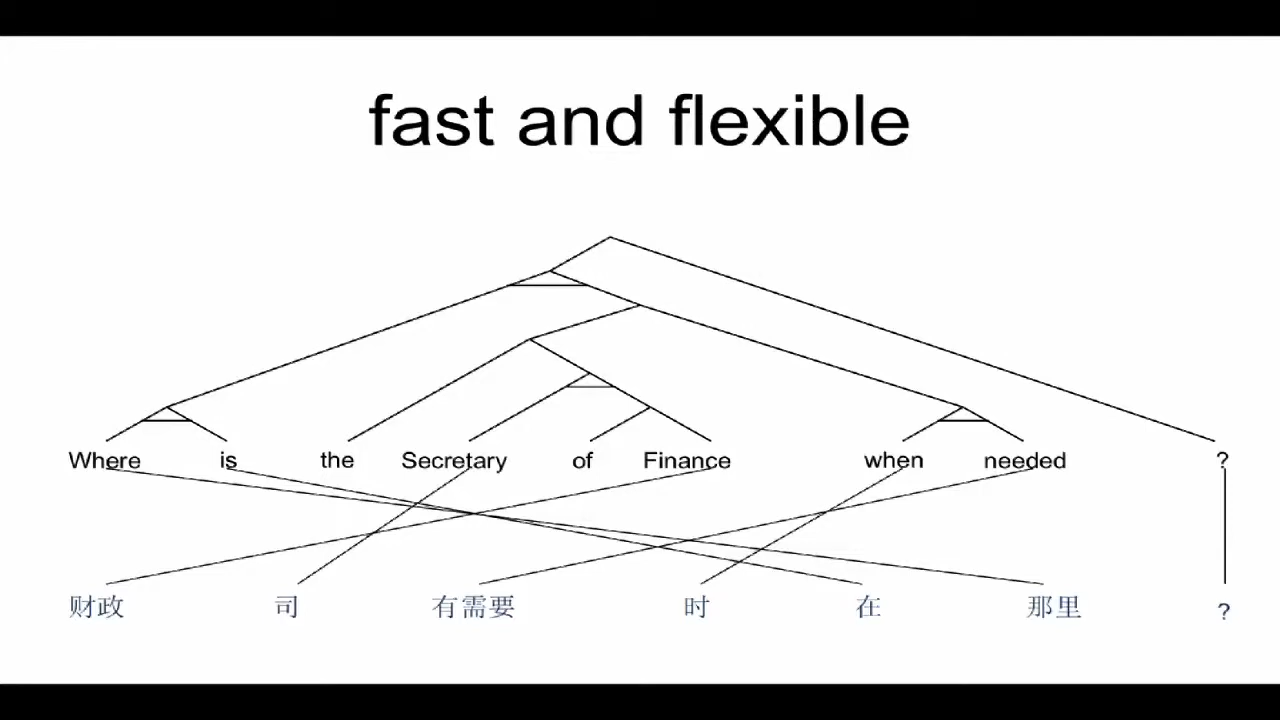 fast and flexible
Where is the Secretary of Finance when needed ?
财政 司 有需要 时 在 那里 ?